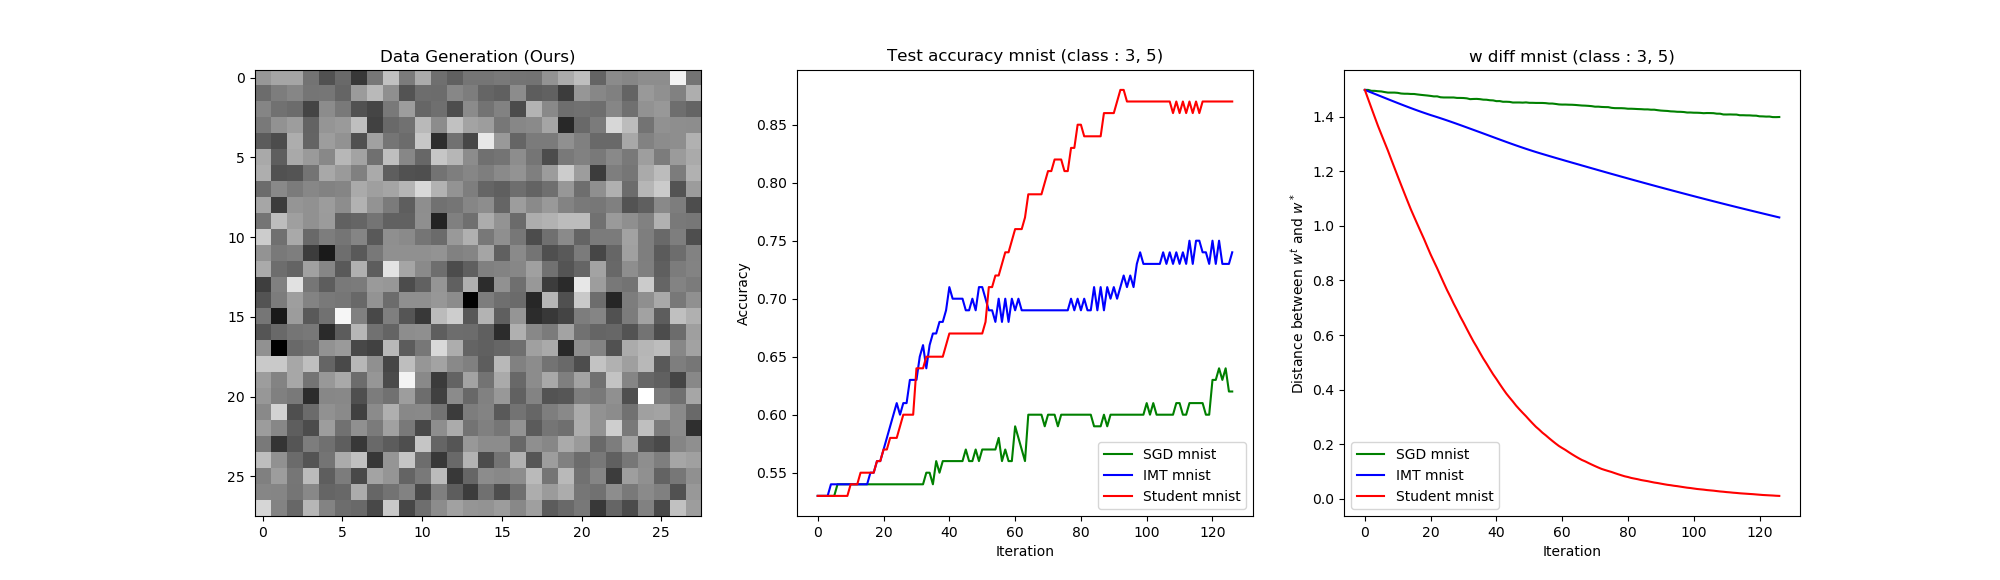 Data Generation (Ours)
0
5
10
15
20
25
0 5 10 15 20 25
Test accuracy mnist (class : 3, 5)
Accuracy
0.85
0.80
0.75
0.70
0.65
0.60
0.55
SGD mnist
IMT mnist
Student mnist
0 20 40 60 80 100 120
Iteration
w diff mnist (class : 3, 5)
Distance between w^t and w^*
1.4
1.2
1.0
0.8
0.6
0.4
0.2
0.0
SGD mnist
IMT mnist
Student mnist
0 20 40 60 80 100 120
Iteration